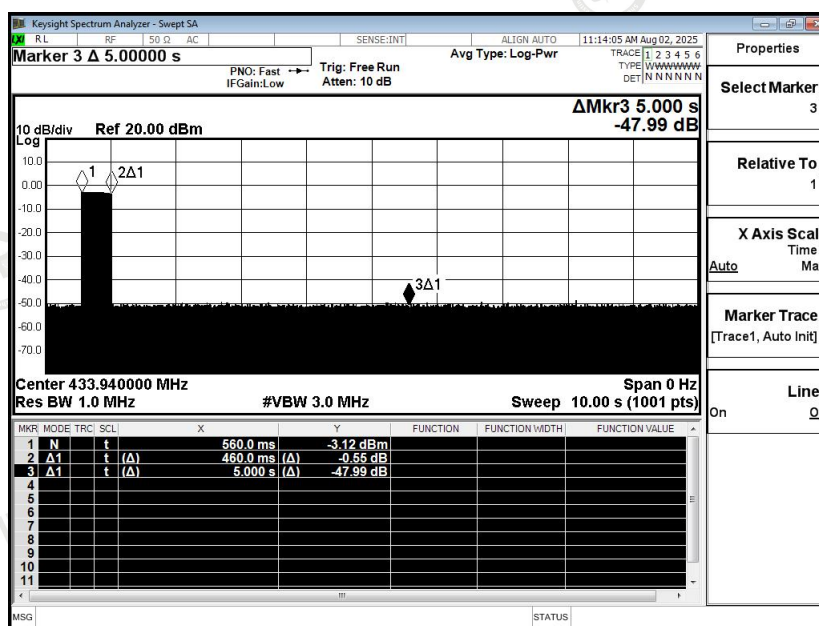 Keysight Spectrum Analyzer - Swept SA
LXI RL RF 50 Ω AC SENSE:INT ALIGN AUTO 11:14:05 AM Aug 02, 2025
Marker 3 Δ 5.00000 s
PNO: Fast
IFGain:Low
Trig: Free Run
Atten: 10 dB
Avg Type: Log-Pwr
TRACE 1 2 3 4 5 6
TYPE WWWWWW
DET N N N N N N
ΔMkr3 5.000 s
-47.99 dB
10 dB/div Ref 20.00 dBm
Log
10.0
0.00
-10.0
-20.0
-30.0
-40.0
-50.0
-60.0
-70.0
1
2Δ1
3Δ1
Center 433.940000 MHz Span 0 Hz
Res BW 1.0 MHz #VBW 3.0 MHz Sweep 10.00 s (1001 pts)
MKR MODE TRC SCL X Y FUNCTION FUNCTION WIDTH FUNCTION VALUE
1 N t 560.0 ms -3.12 dBm
2 Δ1 t (Δ) 460.0 ms (Δ) -0.55 dB
3 Δ1 t (Δ) 5.000 s (Δ) -47.99 dB
4
5
6
7
8
9
10
11
MSG STATUS
Properties
Select Marker
3
Relative To
1
X Axis Scal
Time
Auto Ma
Marker Trace
[Trace1, Auto Init]
Line
On O